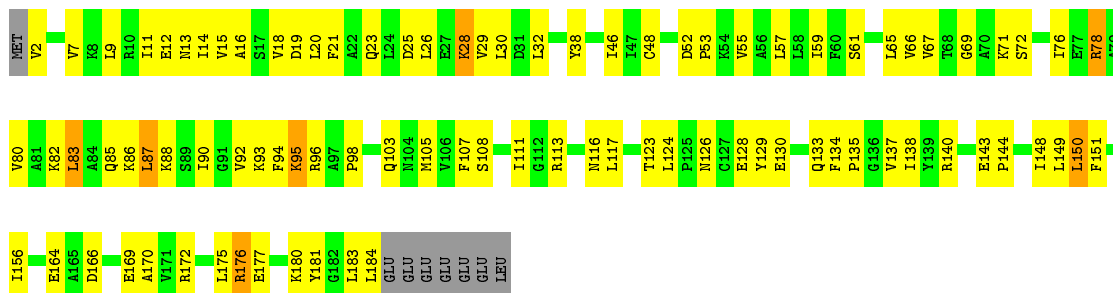 MET V2 V7 K8 L9 R10 I11 E12 N13 I14 V15 A16 S17 V18 D19 L20 F21 A22 Q23 L24 D25 L26 E27 K28 V29 L30 D31 L32 Y38 I46 I47 C48 D52 P53 K54 V55 A56 L57 L58 I59 F60 S61 L65 V66 V67 T68 G69 A70 K71 S72 I76 E77 R78 A79
V80 A81 K82 L83 A84 Q85 K86 L87 K88 S89 I90 G91 V92 K93 F94 K95 R96 A97 P98 Q103 N104 M105 V106 F107 S108 I111 G112 R113 N116 L117 T123 L124 P125 N126 C127 E128 Y129 E130 Q133 F134 P135 G136 V137 I138 Y139 R140 E143 P144 I148 L149 L150 F151
I156 E164 A165 D166 E169 A170 V171 R172 L175 R176 E177 K180 Y181 G182 L183 L184 GLU GLU GLU GLU GLU GLU LEU